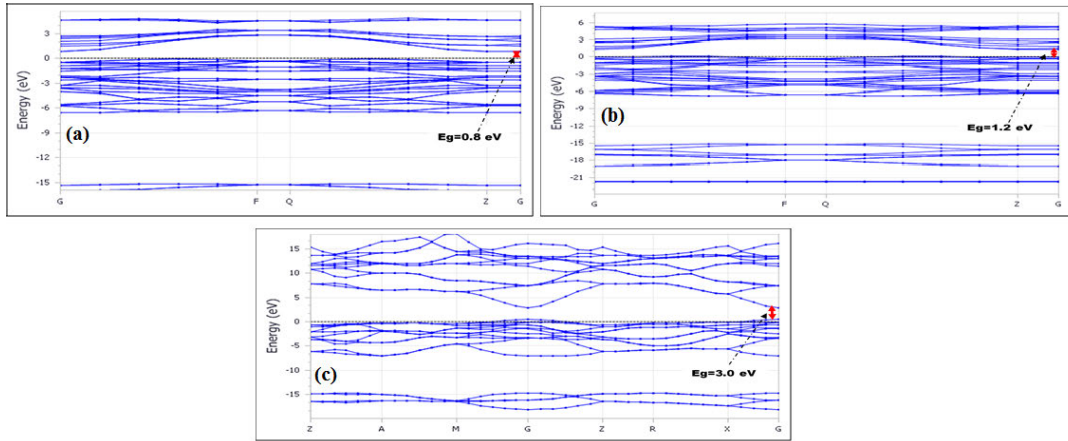 Energy (eV)
3
0
-3
-6
-9
-12
-15
(a)
Eg=0.8 eV
G F Q Z G
Energy (eV)
6
3
0
-3
-6
-9
-12
-15
-18
-21
(b)
Eg=1.2 eV
G F Q Z G
Energy (eV)
15
10
5
0
-5
-10
-15
(c)
Eg=3.0 eV
Z A M G Z R X G